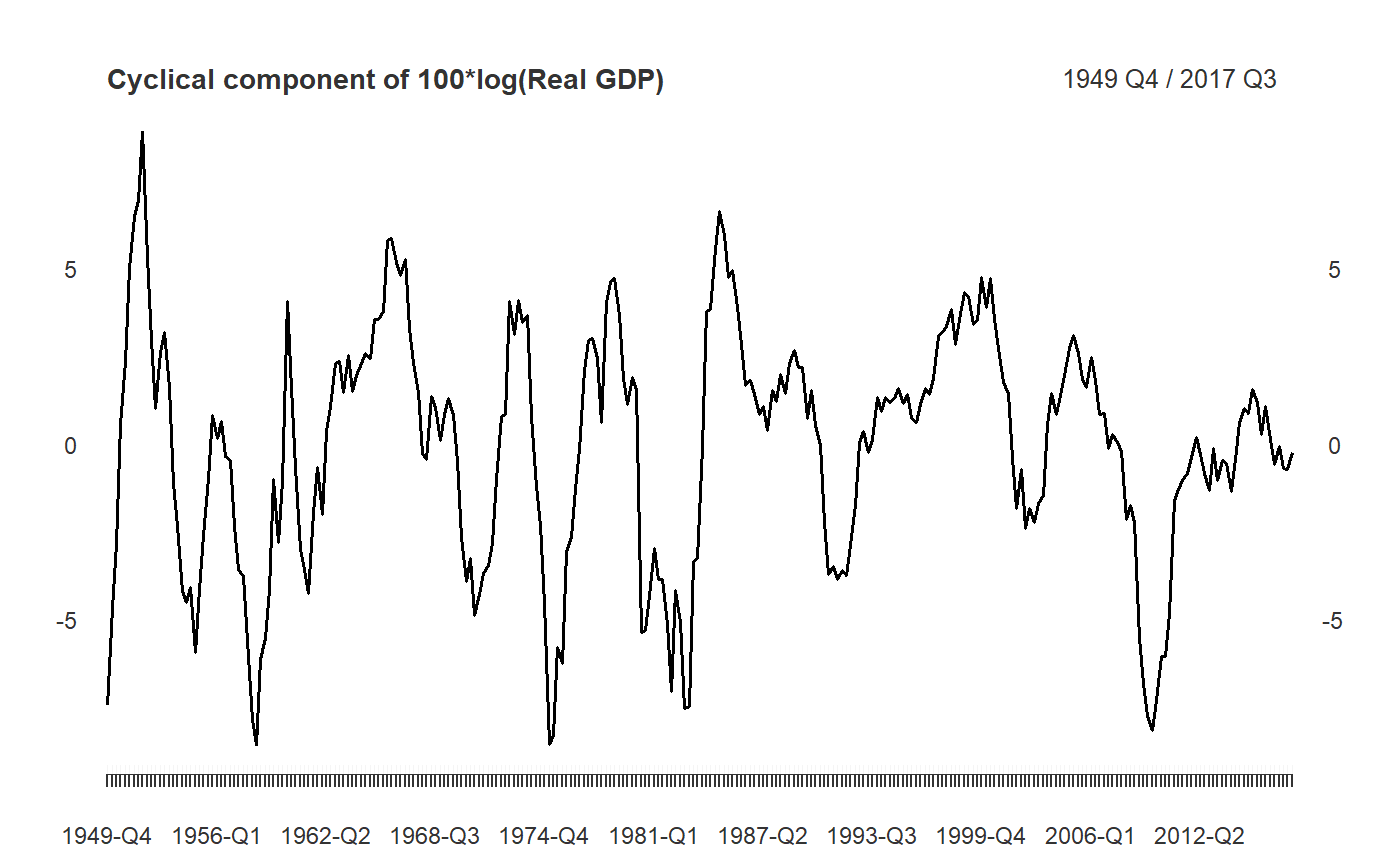 Cyclical component of 100*log(Real GDP) 1949 Q4 / 2017 Q3
5 5
0 0
-5 -5
1949-Q4 1956-Q1 1962-Q2 1968-Q3 1974-Q4 1981-Q1 1987-Q2 1993-Q3 1999-Q4 2006-Q1 2012-Q2